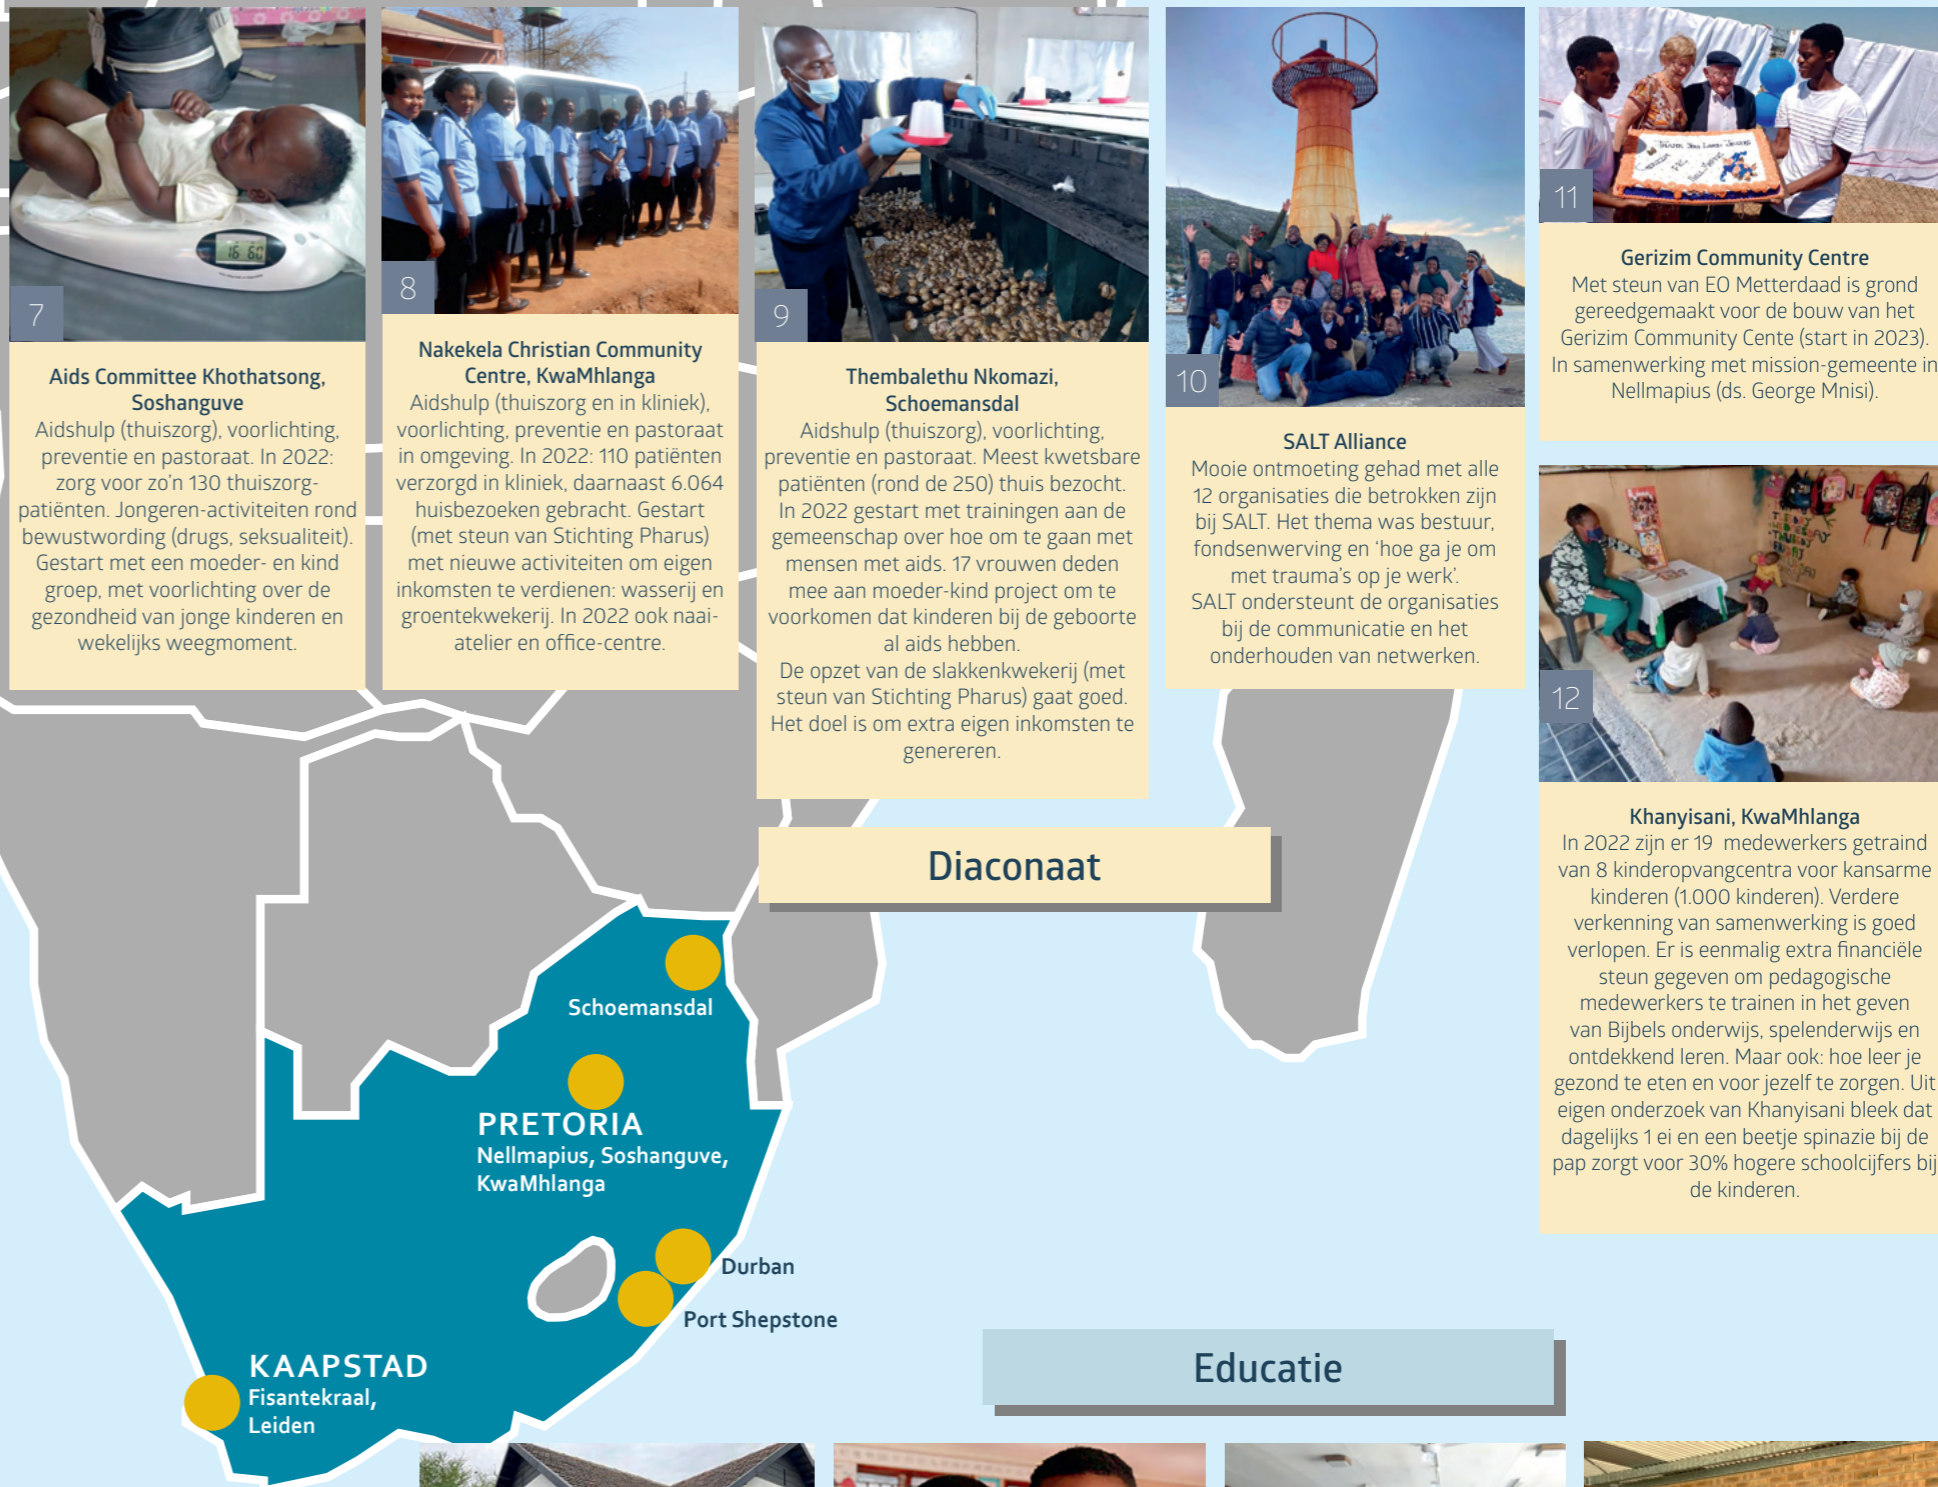 7
Aids Committee Khothatsong,
Soshanguve
Aidshulp (thuiszorg), voorlichting,
preventie en pastoraat. In 2022:
zorg voor zo'n 130 thuiszorg-
patiënten. Jongeren-activiteiten rond
bewustwording (drugs, seksualiteit).
Gestart met een moeder- en kind
groep, met voorlichting over de
gezondheid van jonge kinderen en
wekelijks weegmoment.
8
Nakekela Christian Community
Centre, KwaMhlanga
Aidshulp (thuiszorg en in kliniek),
voorlichting, preventie en pastoraat
in omgeving. In 2022: 110 patiënten
verzorgd in kliniek, daarnaast 6.064
huisbezoeken gebracht. Gestart
(met steun van Stichting Pharus)
met nieuwe activiteiten om eigen
inkomsten te verdienen: wasserij en
groentekwekerij. In 2022 ook naai-
atelier en office-centre.
9
Thembalethu Nkomazi,
Schoemansdal
Aidshulp (thuiszorg), voorlichting,
preventie en pastoraat. Meest kwetsbare
patiënten (rond de 250) thuis bezocht.
In 2022 gestart met trainingen aan de
gemeenschap over hoe om te gaan met
mensen met aids. 17 vrouwen deden
mee aan moeder-kind project om te
voorkomen dat kinderen bij de geboorte
al aids hebben.
De opzet van de slakkenkwekerij (met
steun van Stichting Pharus) gaat goed.
Het doel is om extra eigen inkomsten te
genereren.
10
SALT Alliance
Mooie ontmoeting gehad met alle
12 organisaties die betrokken zijn
bij SALT. Het thema was bestuur,
fondsenwerving en ‘hoe ga je om
met trauma's op je werk’.
SALT ondersteunt de organisaties
bij de communicatie en het
onderhouden van netwerken.
11
Gerizim Community Centre
Met steun van EO Metterdaad is grond
gereedgemaakt voor de bouw van het
Gerizim Community Cente (start in 2023).
In samenwerking met mission-gemeente in
Nellmapius (ds. George Mnisi).
12
Khanyisani, KwaMhlanga
In 2022 zijn er 19 medewerkers getraind
van 8 kinderopvangcentra voor kansarme
kinderen (1.000 kinderen). Verdere
verkenning van samenwerking is goed
verlopen. Er is eenmalig extra financiële
steun gegeven om pedagogische
medewerkers te trainen in het geven
van Bijbels onderwijs, spelenderwijs en
ontdekkend leren. Maar ook: hoe leer je
gezond te eten en voor jezelf te zorgen. Uit
eigen onderzoek van Khanyisani bleek dat
dagelijks 1 ei en een beetje spinazie bij de
pap zorgt voor 30% hogere schoolcijfers bij
de kinderen.
Diaconaat
Schoemansdal
PRETORIA
Nellmapius, Soshanguve,
KwaMhlanga
Durban
Port Shepstone
KAAPSTAD
Fisantekraal,
Leiden
Educatie